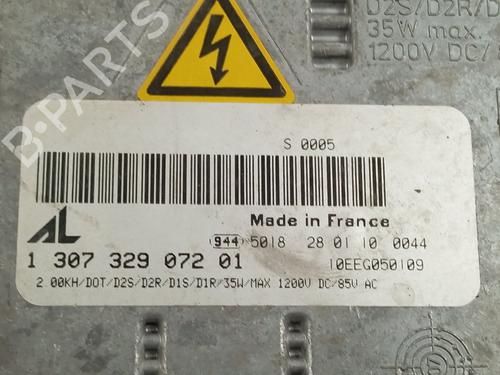 D2S/D2R/D
35W max.
1200V DC/
S 0005
Made in France
AL
944 5018 28 01 10 0044
1 307 329 072 01
10EEG050109
2 00KH/DOT/D2S/D2R/D1S/D1R/35W/MAX 1200V DC/85V AC
B-PARTS
S